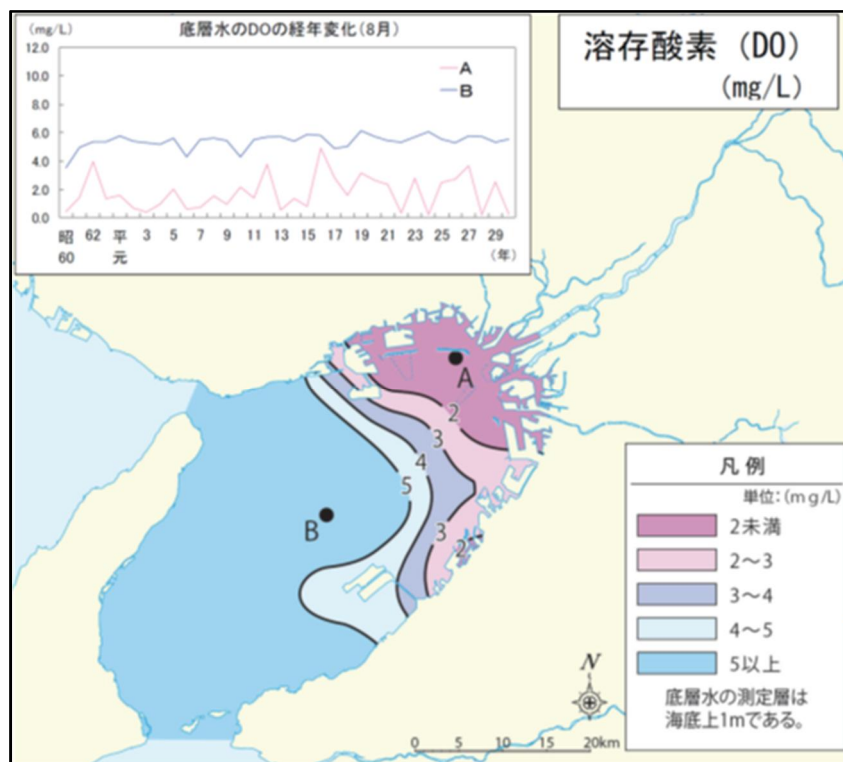 (mg/L)
底層水のDOの経年変化(8月)
12.0
10.0
8.0
6.0
4.0
2.0
0.0
A
B
昭 62 平 3 5 7 9 11 13 15 17 19 21 23 25 27 29
60 元 (年)
溶存酸素 (DO)
(mg/L)
A
2
3
4
5
B
3
2
凡例
単位:(mg/L)
2未満
2~3
3~4
4~5
5以上
底層水の測定層は
海底上1mである。
N
0 5 10 15 20km